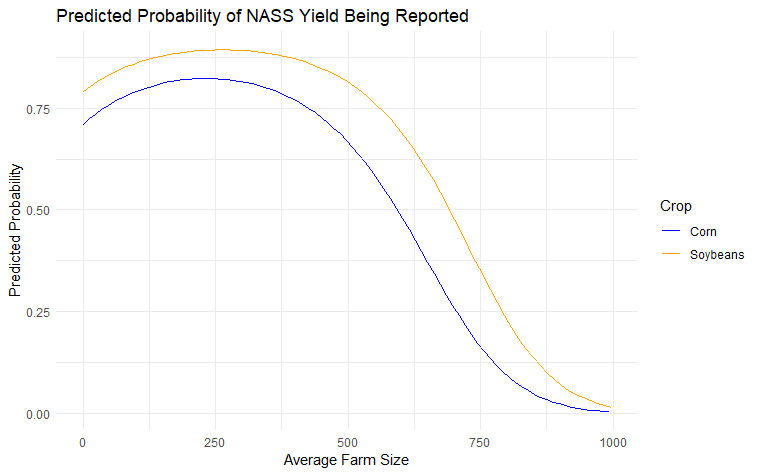 Predicted Probability of NASS Yield Being Reported
Predicted Probability
0.75
0.50
0.25
0.00
0 250 500 750 1000
Average Farm Size
Crop
Corn
Soybeans